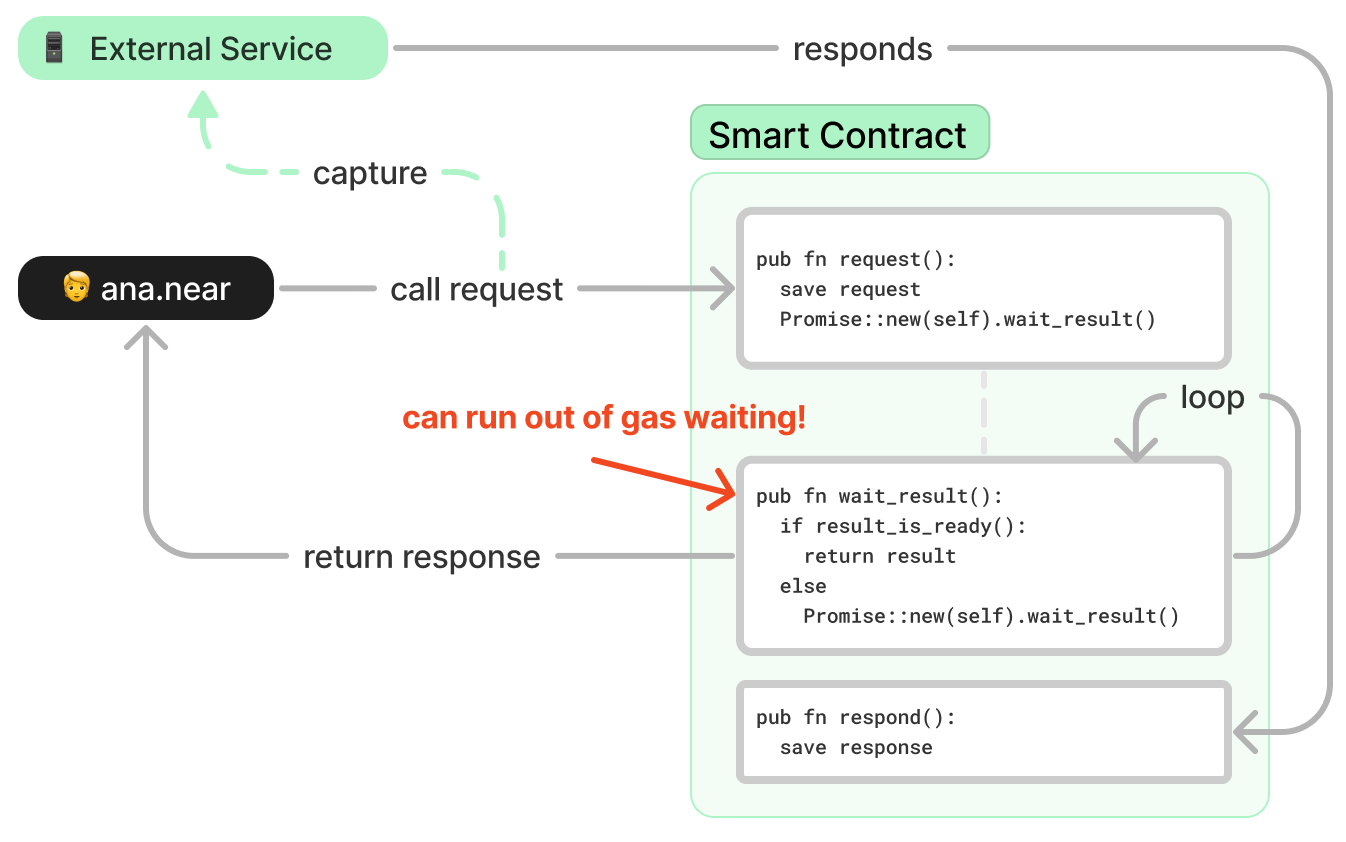 External Service
responds
Smart Contract
capture
pub fn request():
save request
Promise::new(self).wait_result()
ana.near
call request
loop
can run out of gas waiting!
pub fn wait_result():
if result_is_ready():
return result
else
Promise::new(self).wait_result()
return response
pub fn respond():
save response